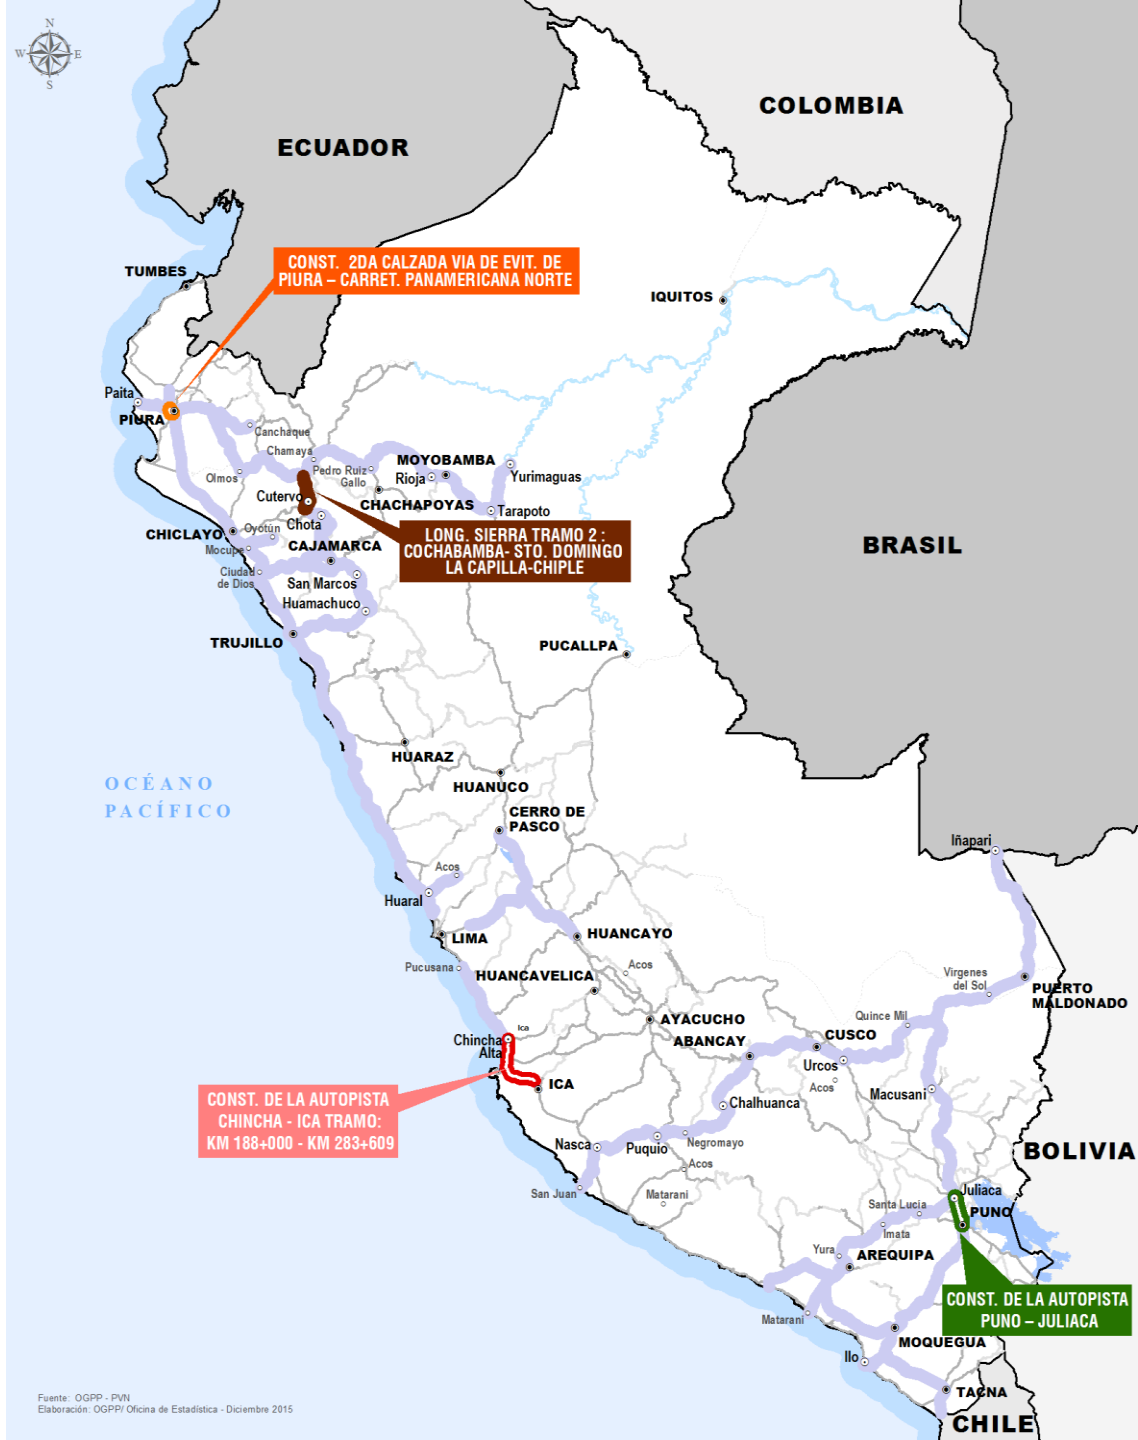 N
W
E
S
COLOMBIA
ECUADOR
CONST. 2DA CALZADA VIA DE EVIT. DE
PIURA – CARRET. PANAMERICANA NORTE
TUMBES
IQUITOS
Paita
PIURA
Canchaque
Chamaya
Olmos
Pedro Ruiz
Gallo
MOYOBAMBA
Rioja
Yurimaguas
CHACHAPOYAS
Tarapoto
Cutervo
Chota
LONG. SIERRA TRAMO 2 :
COCHABAMBA- STO. DOMINGO
LA CAPILLA-CHIPLE
CHICLAYO
Oyotún
Mocupe
CAJAMARCA
Ciudad
de Dios
San Marcos
Huamachuco
TRUJILLO
BRASIL
PUCALLPA
HUARAZ
HUANUCO
OCÉANO
PACÍFICO
CERRO DE
PASCO
Iñapari
Acos
Huaral
LIMA
HUANCAYO
Pucusana
HUANCAVELICA
Acos
Virgenes
del Sol
PUERTO
MALDONADO
Quince Mil
AYACUCHO
Ica
Chincha
Alta
ABANCAY
CUSCO
Urcos
Acos
Macusani
ICA
CONST. DE LA AUTOPISTA
CHINCHA - ICA TRAMO:
KM 188+000 - KM 283+609
Chalhuanca
Nasca
Puquio
Negromayo
Acos
BOLIVIA
San Juan
Matarani
Juliaca
Santa Lucia
PUNO
Imata
Yura
AREQUIPA
CONST. DE LA AUTOPISTA
PUNO – JULIACA
Matarani
MOQUEGUA
Ilo
TACNA
CHILE
Fuente: OGPP - PVN
Elaboración: OGPP/ Oficina de Estadística - Diciembre 2015